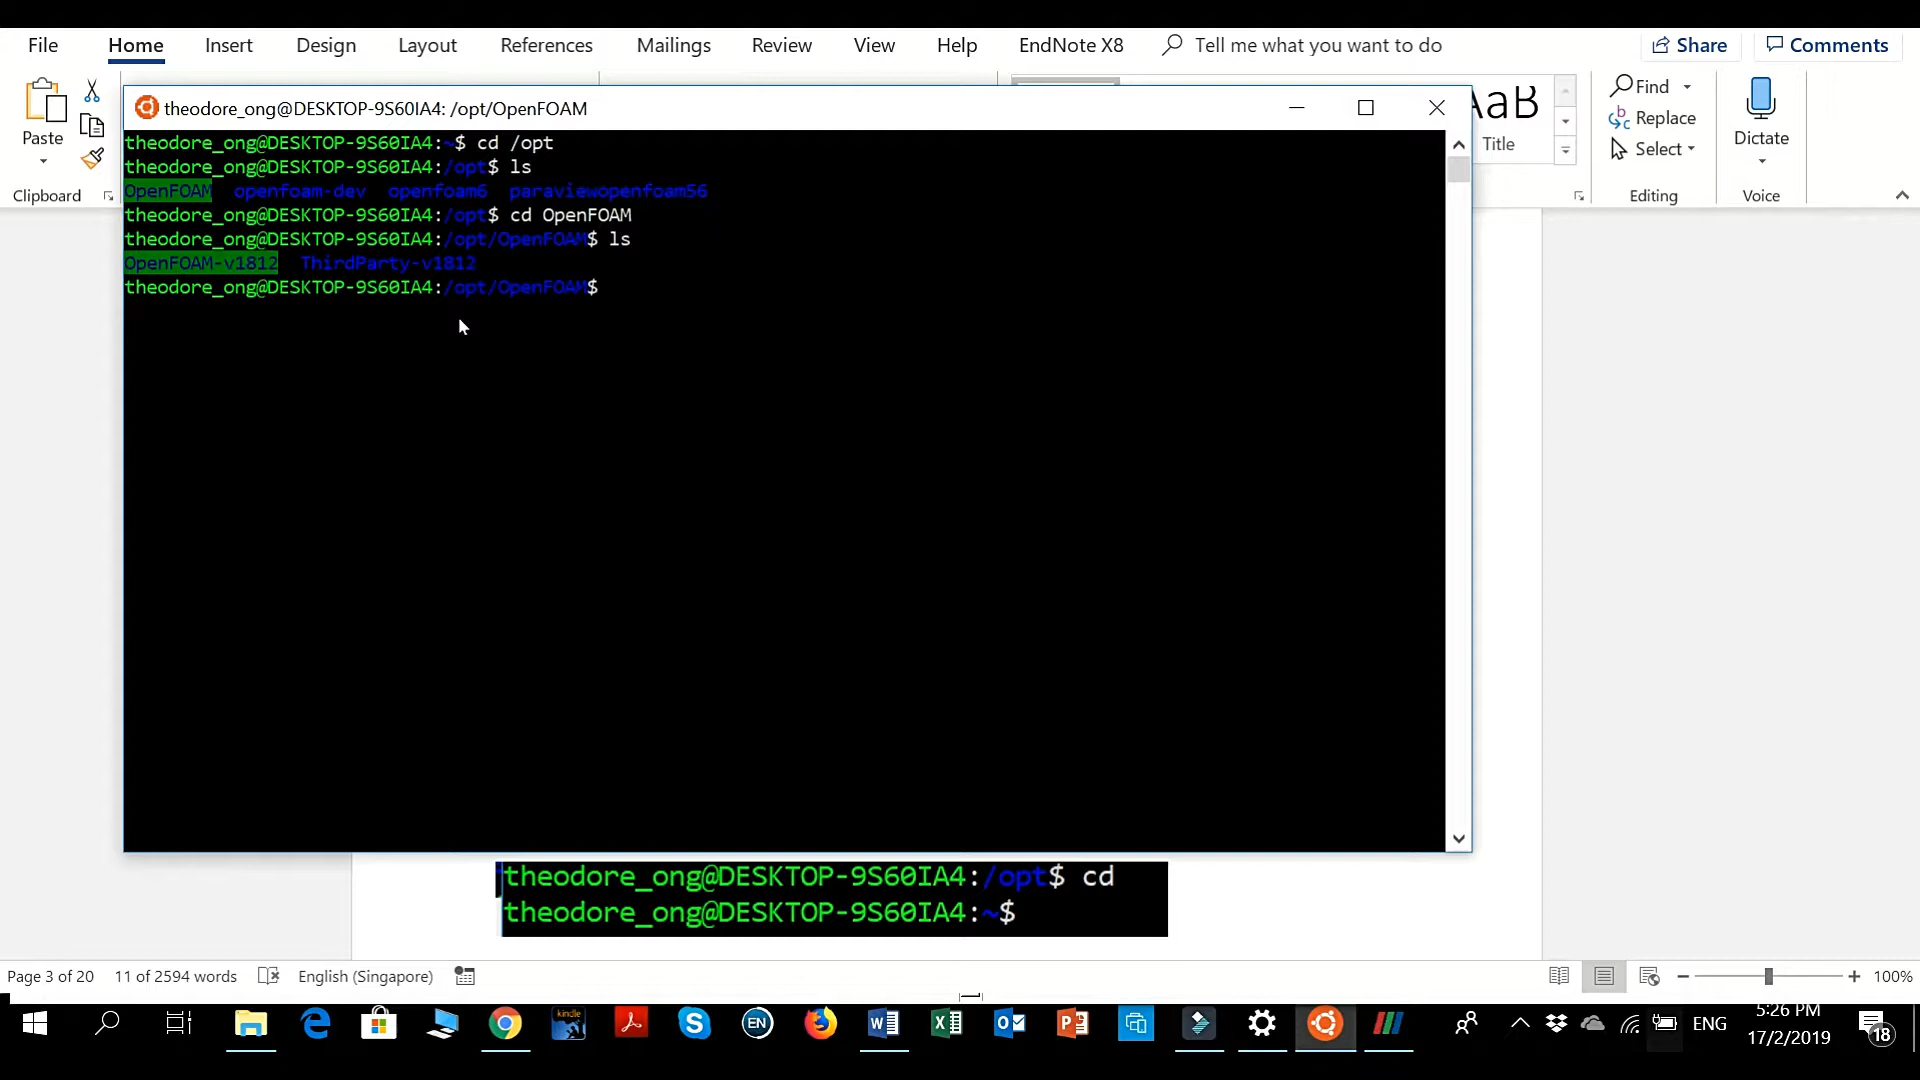 File Home Insert Design Layout References Mailings Review View Help EndNote X8 Tell me what you want to do Share Comments
Paste
Clipboard
theodore_ong@DESKTOP-9S60IA4: /opt/OpenFOAM
theodore_ong@DESKTOP-9S60IA4:~$ cd /opt
theodore_ong@DESKTOP-9S60IA4:/opt$ ls
OpenFOAM openfoam-dev openfoam6 paraviewopenfoam56
theodore_ong@DESKTOP-9S60IA4:/opt$ cd OpenFOAM
theodore_ong@DESKTOP-9S60IA4:/opt/OpenFOAM$ ls
OpenFOAM-v1812 ThirdParty-v1812
theodore_ong@DESKTOP-9S60IA4:/opt/OpenFOAM$
AaB
Title
Find
Replace
Select
Editing
Dictate
Voice
theodore_ong@DESKTOP-9S60IA4:/opt$ cd
theodore_ong@DESKTOP-9S60IA4:~$
Page 3 of 20 11 of 2594 words English (Singapore) 100%
kindle
EN
ENG
5:26 PM
17/2/2019
18